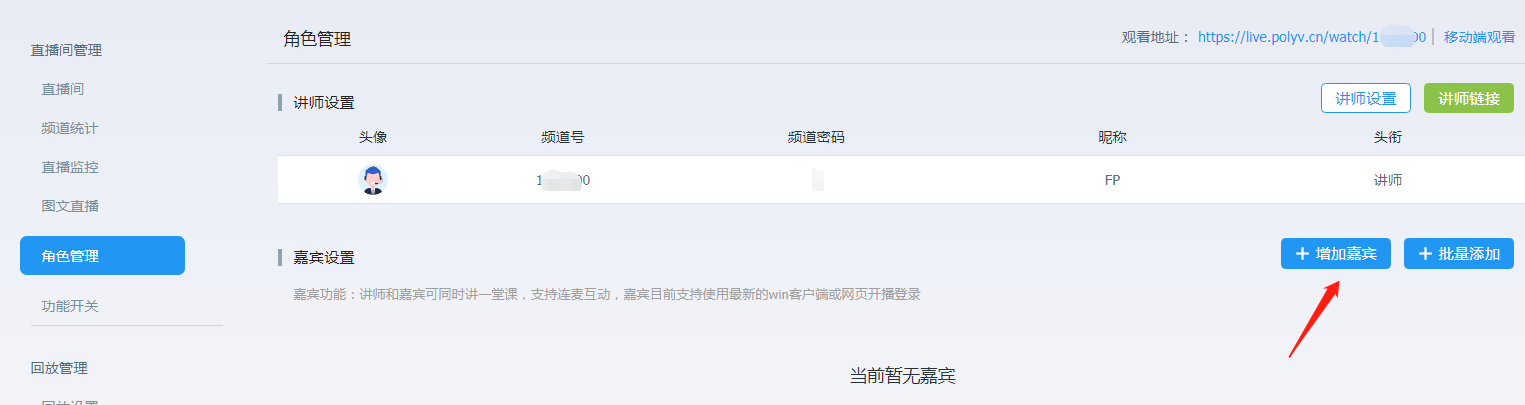 直播间管理
直播间
频道统计
直播监控
图文直播
角色管理
功能开关
回放管理
回放设置
角色管理
观看地址： https://live.polyv.cn/watch/1 00 | 移动端观看
讲师设置
讲师设置 讲师链接
头像 频道号 频道密码 昵称 头衔
1 00 FP 讲师
嘉宾设置
+ 增加嘉宾 + 批量添加
嘉宾功能：讲师和嘉宾可同时讲一堂课，支持连麦互动，嘉宾目前支持使用最新的win客户端或网页开播登录
当前暂无嘉宾